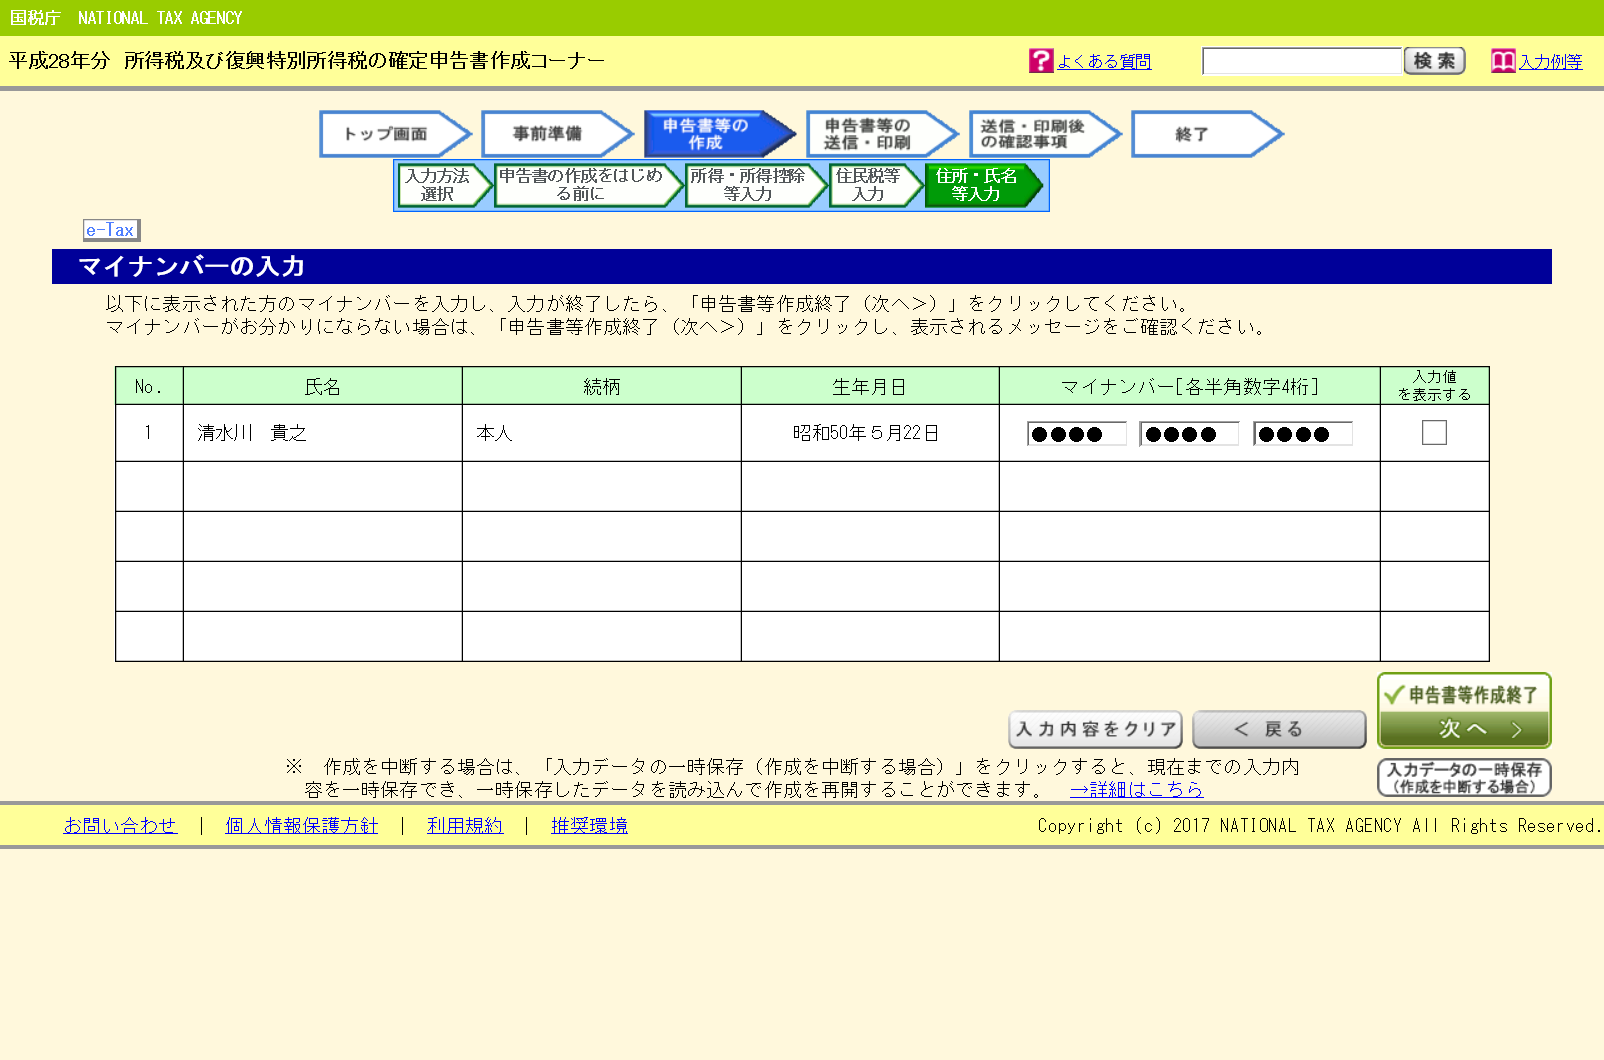 国税庁　NATIONAL TAX AGENCY
平成28年分　所得税及び復興特別所得税の確定申告書作成コーナー
よくある質問
検索
入力例等
トップ画面
事前準備
申告書等の
作成
申告書等の
送信・印刷
送信・印刷後
の確認事項
終了
入力方法
選択
申告書の作成をはじめ
る前に
所得・所得控除
等入力
住民税等
入力
住所・氏名
等入力
e-Tax
マイナンバーの入力
以下に表示された方のマイナンバーを入力し、入力が終了したら、「申告書等作成終了（次へ＞）」をクリックしてください。
マイナンバーがお分かりにならない場合は、「申告書等作成終了（次へ＞）」をクリックし、表示されるメッセージをご確認ください。
No.　氏名　続柄　生年月日　マイナンバー[各半角数字4桁]　入力値
を表示する
1　清水川　貴之　本人　昭和50年５月22日　●●●●　●●●●　●●●●
入力内容をクリア
＜ 戻る
申告書等作成終了
次へ ＞
※　作成を中断する場合は、「入力データの一時保存（作成を中断する場合）」をクリックすると、現在までの入力内
容を一時保存でき、一時保存したデータを読み込んで作成を再開することができます。　→詳細はこちら
入力データの一時保存
（作成を中断する場合）
お問い合わせ　｜　個人情報保護方針　｜　利用規約　｜　推奨環境
Copyright (c) 2017 NATIONAL TAX AGENCY All Rights Reserved.